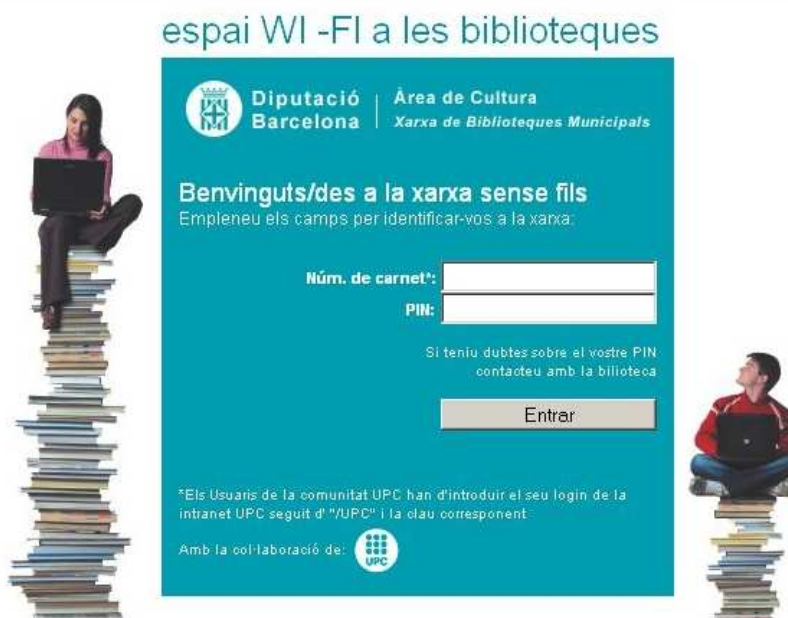 espai WI -FI a les biblioteques
Diputació
Barcelona
Àrea de Cultura
Xarxa de Biblioteques Municipals
Benvinguts/des a la xarxa sense fils
Empleneu els camps per identificar-vos a la xarxa:
Núm. de carnet*:
PIN:
Si teniu dubtes sobre el vostre PIN
contacteu amb la bilioteca
Entrar
*Els Usuaris de la comunitat UPC han d'introduir el seu login de la
intranet UPC seguit d' "/UPC" i la clau corresponent
Amb la col·laboració de:
UPC